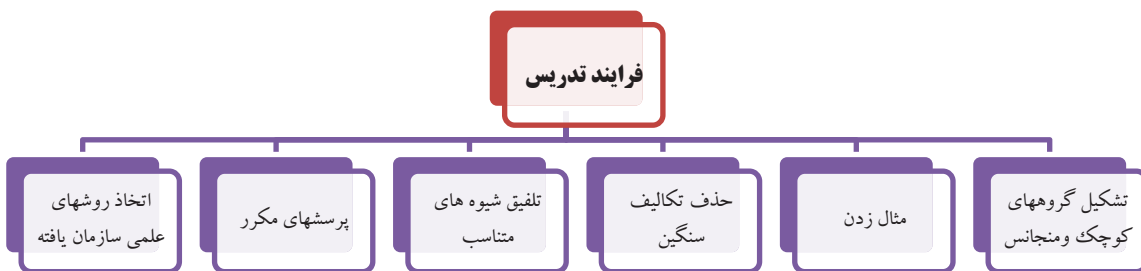 فرایند تدریس
تشکیل گروههای
کوچک ومنجانس
مثال زدن
حذف تکالیف
سنگین
تلفیق شیوه های
متناسب
پرسشهای مکرر
اتخاذ روشهای
علمی سازمان یافته